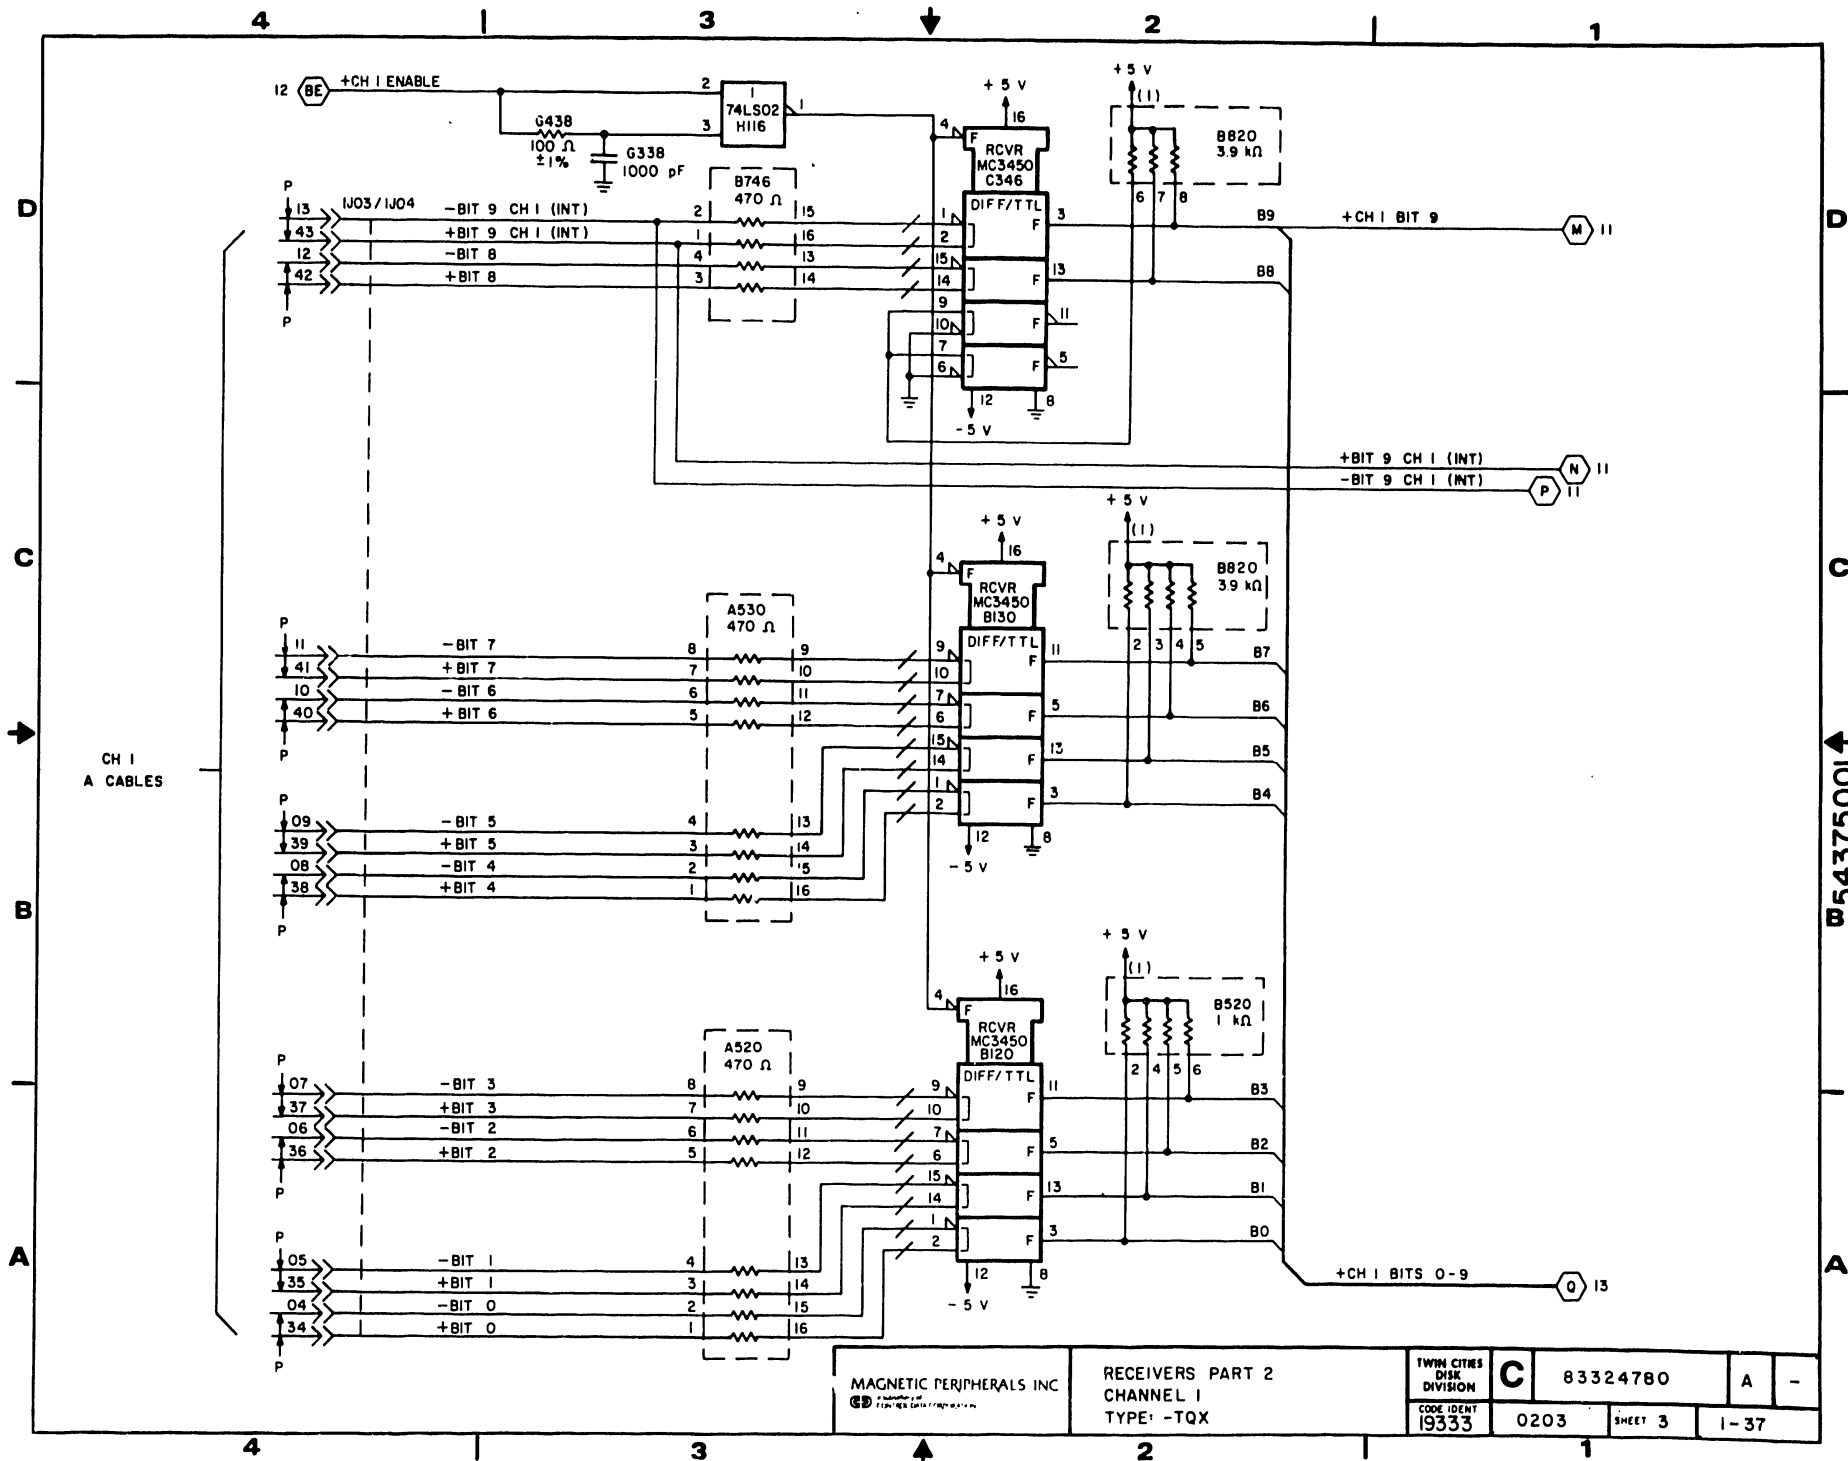 4 3 2 1
12 BE +CH 1 ENABLE
2 1 1
74LS02
3 H116
G438
100 Ω
±1%
G338
1000 pF
+5 V
16
4 F
RCVR
MC3450
C346
DIFF/TTL
+5 V
(1)
B820
3.9 kΩ
6 7 8
B746
470 Ω
D D
P
1J03/1J04
13 -BIT 9 CH 1 (INT) 2 15 1 F 3 B9 +CH 1 BIT 9 M 11
43 +BIT 9 CH 1 (INT) 1 16 2
12 -BIT 8 4 13 15 F 13 B8
42 +BIT 8 3 14 14
P
9 F 11
10
7 F 5
6
12 8
-5 V
+BIT 9 CH 1 (INT) N 11
-BIT 9 CH 1 (INT) P 11
C C
+5 V
16
4 F
RCVR
MC3450
B130
DIFF/TTL
+5 V
(1)
B820
3.9 kΩ
2 3 4 5
A530
470 Ω
P
11 -BIT 7 8 9 9 F 11 B7
41 +BIT 7 7 10 10
10 -BIT 6 6 11 7 F 5 B6
40 +BIT 6 5 12 6
P
15 F 13 B5
14
1 F 3 B4
2
12 8
-5 V
CH 1
A CABLES
P
09 -BIT 5 4 13
39 +BIT 5 3 14
08 -BIT 4 2 15
38 +BIT 4 1 16
P
B B
54375001
+5 V
16
4 F
RCVR
MC3450
B120
DIFF/TTL
+5 V
(1)
B520
1 kΩ
2 4 5 6
A520
470 Ω
P
07 -BIT 3 8 9 9 F 11 B3
37 +BIT 3 7 10 10
06 -BIT 2 6 11 7 F 5 B2
36 +BIT 2 5 12 6
P
15 F 13 B1
14
1 F 3 B0
2
12 8
-5 V
A A
P
05 -BIT 1 4 13
35 +BIT 1 3 14
04 -BIT 0 2 15
34 +BIT 0 1 16
P
+CH 1 BITS 0-9 Q 13
MAGNETIC PERIPHERALS INC
RECEIVERS PART 2
CHANNEL 1
TYPE: -TQX
TWIN CITIES
DISK
DIVISION
C 83324780 A -
CODE IDENT
19333 0203 SHEET 3 1-37
4 3 2 1